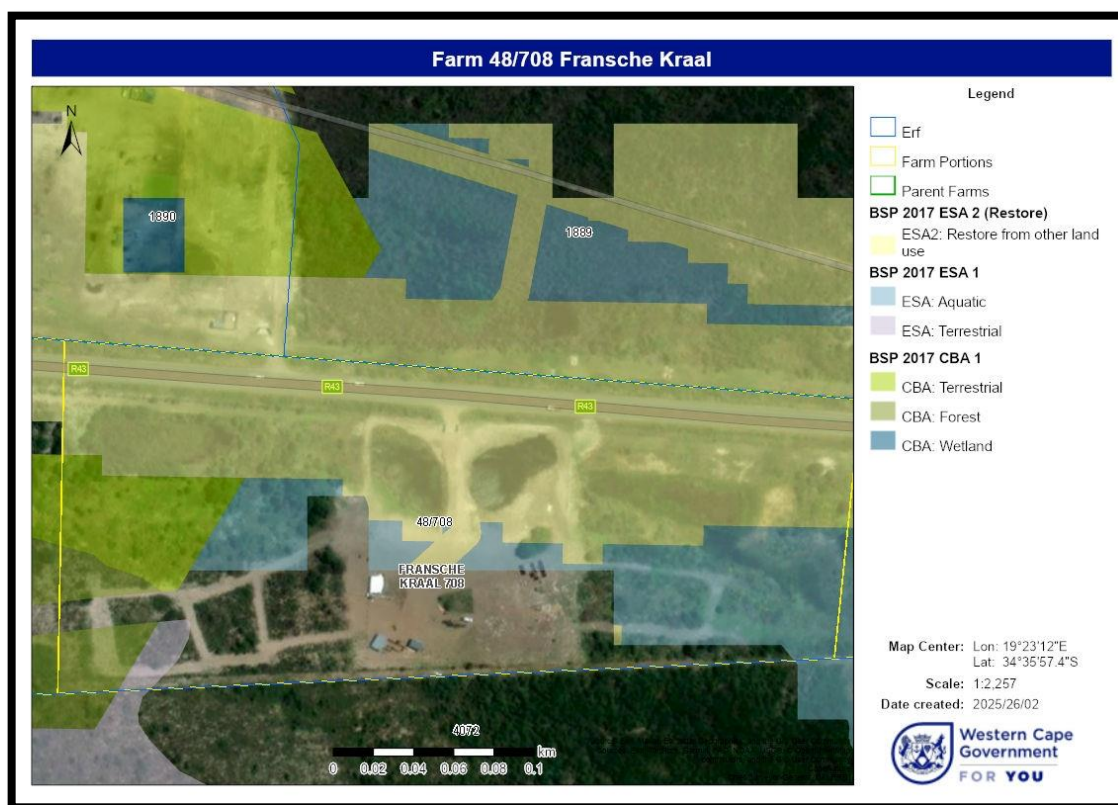 Farm 48/708 Fransche Kraal
N
1890
1889
R43
R43
R43
48/708
FRANSCHE
KRAAL 708
4072
km
0 0.02 0.04 0.06 0.08 0.1
Legend
Erf
Farm Portions
Parent Farms
BSP 2017 ESA 2 (Restore)
ESA2: Restore from other land
use
BSP 2017 ESA 1
ESA: Aquatic
ESA: Terrestrial
BSP 2017 CBA 1
CBA: Terrestrial
CBA: Forest
CBA: Wetland
Map Center: Lon: 19°23'12"E
Lat: 34°35'57.4"S
Scale: 1:2,257
Date created: 2025/26/02
Western Cape
Government
FOR YOU